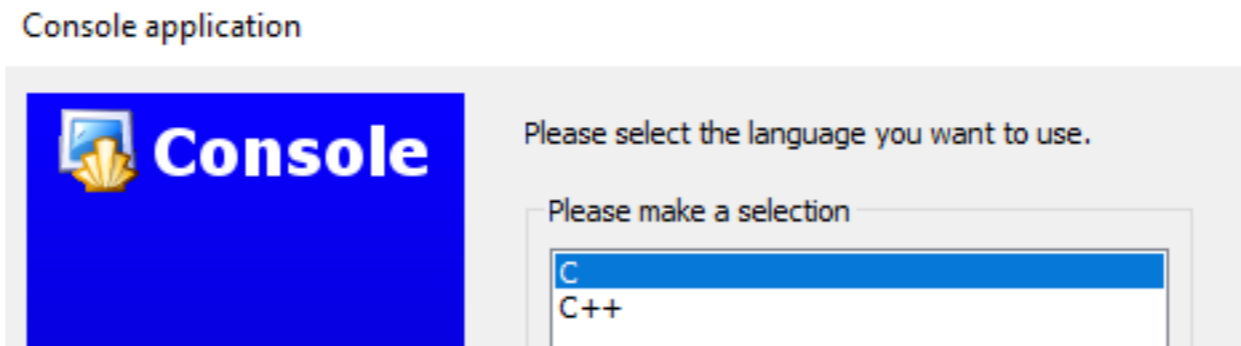 Console application
Console
Please select the language you want to use.
Please make a selection
C
C++